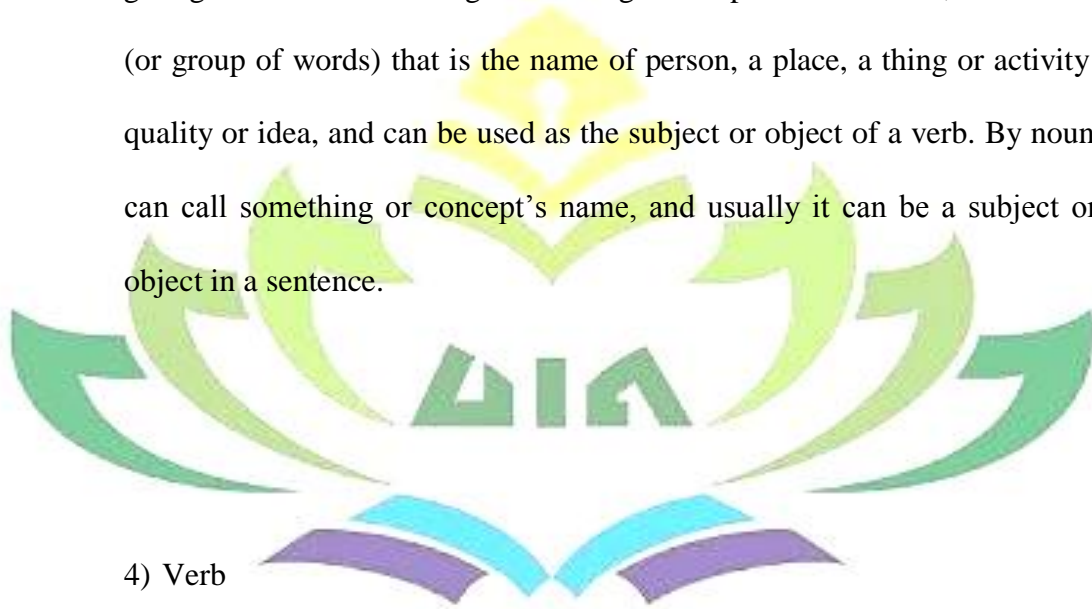 (or group of words) that is the name of person, a place, a thing or activity
quality or idea, and can be used as the subject or object of a verb. By noun
can call something or concept’s name, and usually it can be a subject or
object in a sentence.
UIN
4) Verb